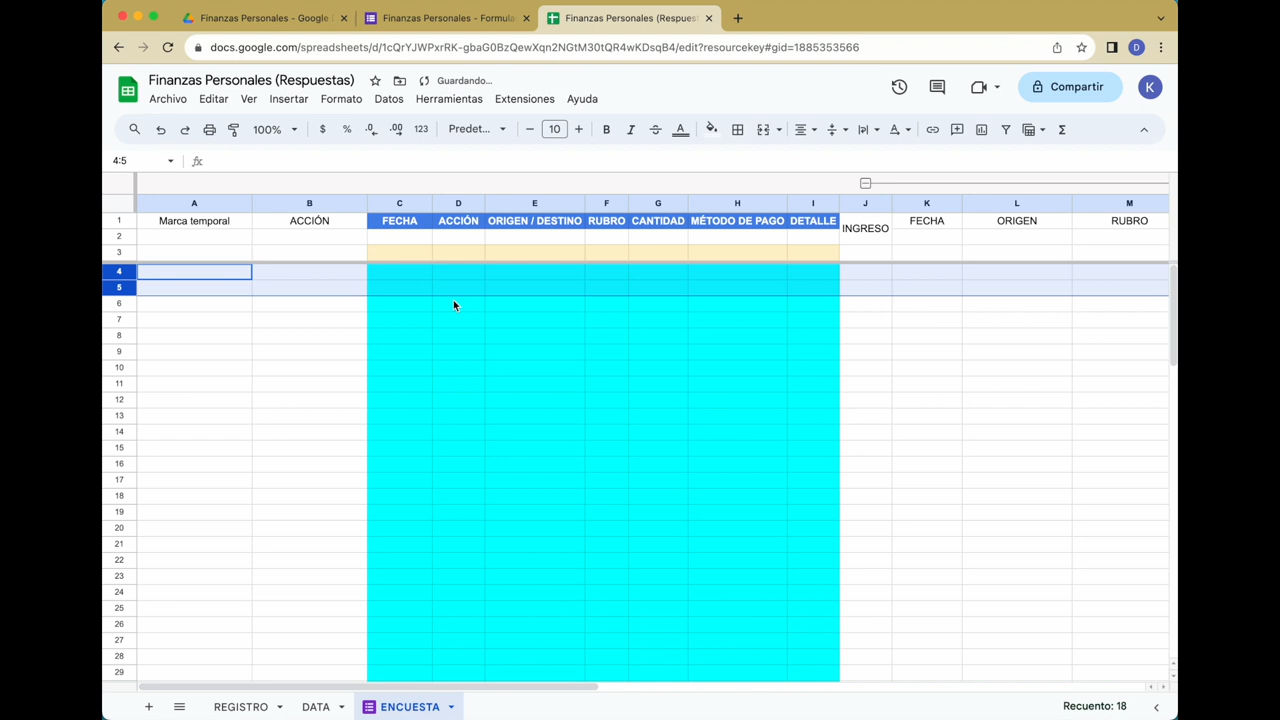 Finanzas Personales - Google
Finanzas Personales - Formula
Finanzas Personales (Respuest
docs.google.com/spreadsheets/d/1cQrYJWPxrRK-gbaG0BzQewXqn2NGtM30tQR4wKDsqB4/edit?resourcekey#gid=1885353566
D
Finanzas Personales (Respuestas)
Guardando...
Archivo Editar Ver Insertar Formato Datos Herramientas Extensiones Ayuda
Compartir
K
100% $ % .0 .00 123 Predet... 10 B I S A
4:5 fx
A B C D E F G H I J K L M
1 Marca temporal ACCIÓN FECHA ACCIÓN ORIGEN / DESTINO RUBRO CANTIDAD MÉTODO DE PAGO DETALLE INGRESO FECHA ORIGEN RUBRO
2
3
4
5
6
7
8
9
10
11
12
13
14
15
16
17
18
19
20
21
22
23
24
25
26
27
28
29
REGISTRO DATA ENCUESTA Recuento: 18